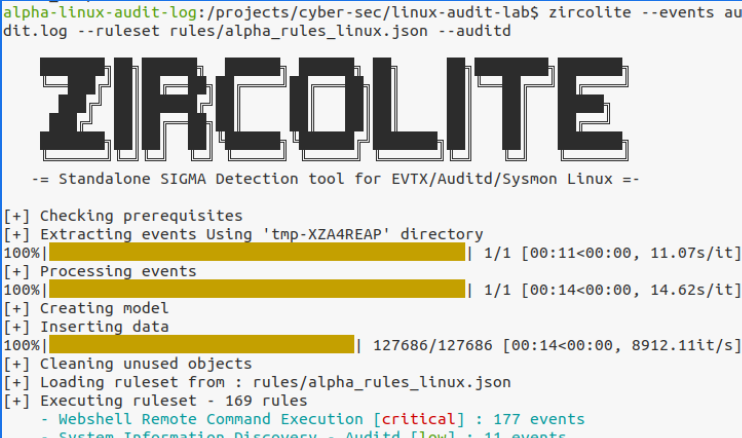 alpha-linux-audit-log:/projects/cyber-sec/linux-audit-lab$ zircolite --events au
dit.log --ruleset rules/alpha_rules_linux.json --auditd
ZIRCOLITE
-= Standalone SIGMA Detection tool for EVTX/Auditd/Sysmon Linux =-
[+] Checking prerequisites
[+] Extracting events Using 'tmp-XZA4REAP' directory
100%| | 1/1 [00:11<00:00, 11.07s/it]
[+] Processing events
100%| | 1/1 [00:14<00:00, 14.62s/it]
[+] Creating model
[+] Inserting data
100%| | 127686/127686 [00:14<00:00, 8912.11it/s]
[+] Cleaning unused objects
[+] Loading ruleset from : rules/alpha_rules_linux.json
[+] Executing ruleset - 169 rules
- Webshell Remote Command Execution [critical] : 177 events
- System Information Discovery - Auditd [low] : 11 events